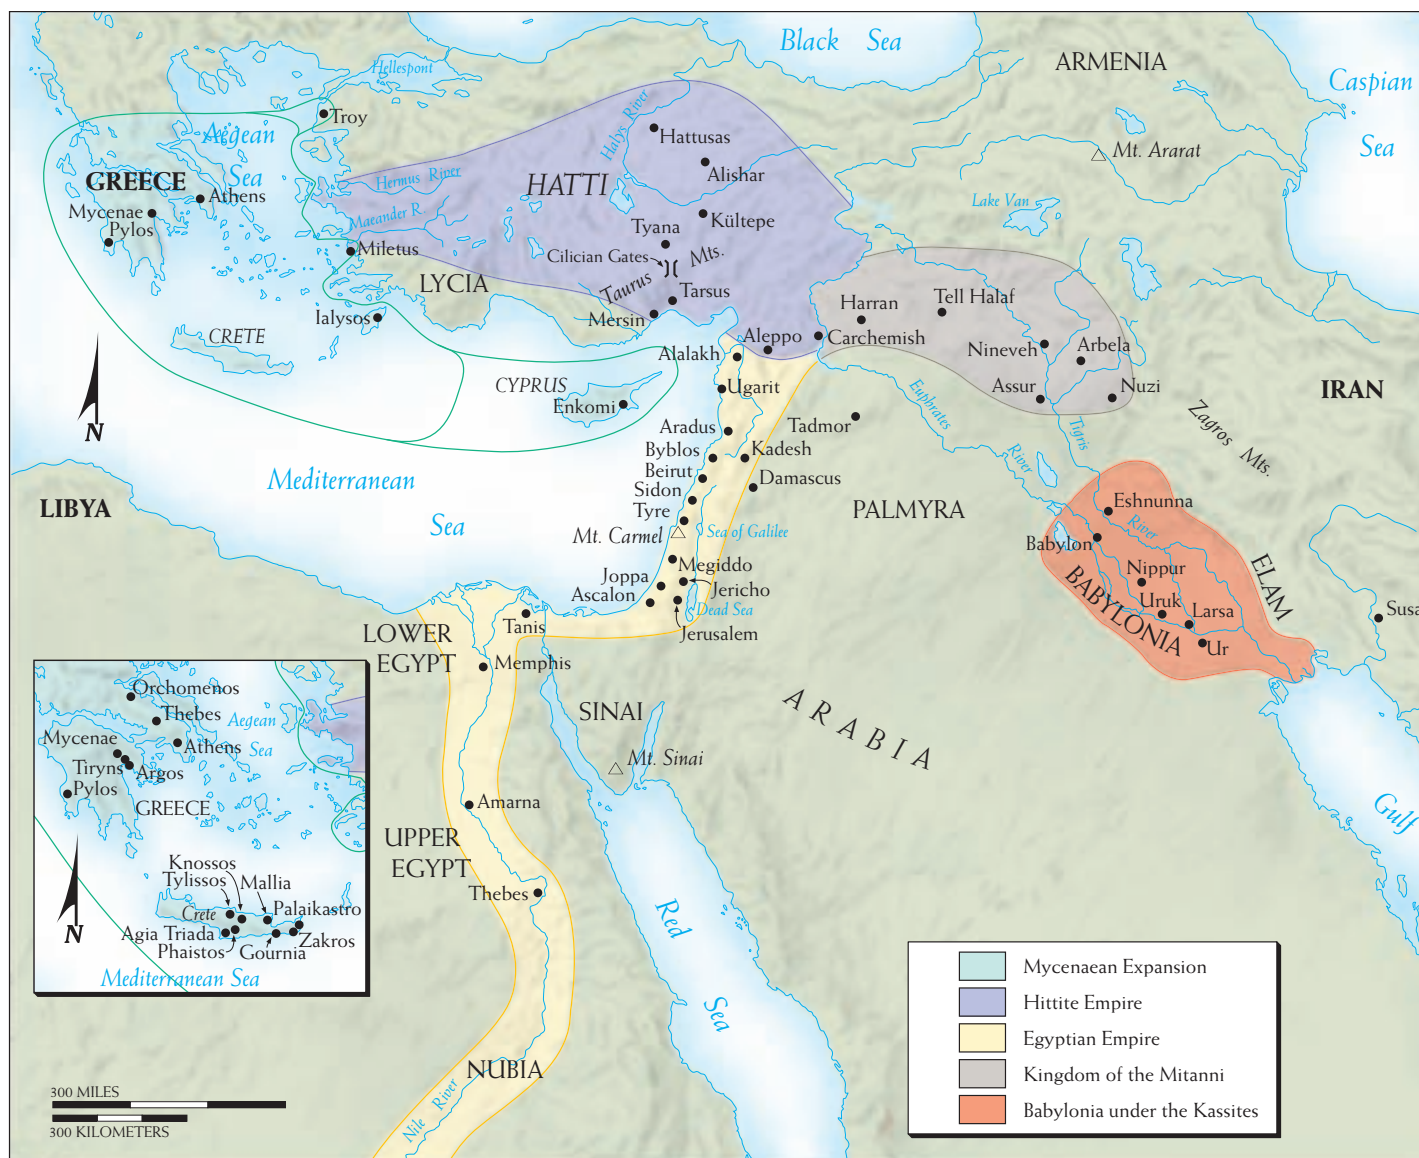 Black Sea
ARMENIA
Caspian
Sea
Hellespont
Troy
Aegean
Sea
Halys River
Hattusas
Mt. Ararat
Alishar
GREECE
Athens
Hermus River
HATTI
Mycenae
Pylos
Maeander R.
Kültepe
Lake Van
Tyana
Miletus
Cilician Gates
Taurus Mts.
LYCIA
Tarsus
Harran
Tell Halaf
Ialysos
Mersin
CRETE
Aleppo
Carchemish
Alalakh
Nineveh
Arbela
CYPRUS
Enkomi
Ugarit
Euphrates
River
Assur
Nuzi
IRAN
N
Aradus
Tadmor
Tigris
River
Zagros Mts.
Byblos
Kadesh
Beirut
Damascus
Sidon
Mediterranean
Sea
LIBYA
Tyre
PALMYRA
Eshnunna
Mt. Carmel
Sea of Galilee
Babylon
Megiddo
Nippur
ELAM
Joppa
Jericho
BABYLONIA
Uruk
Larsa
Susa
Ascalon
Dead Sea
Tanis
Jerusalem
Ur
LOWER
EGYPT
Memphis
SINAI
ARABIA
Mt. Sinai
Gulf
Amarna
UPPER
EGYPT
Thebes
Red
Sea
NUBIA
Nile River
Orchomenos
Thebes
Aegean
Sea
Mycenae
Athens
Tiryns
Argos
Pylos
GREECE
Knossos
Tylissos
Mallia
Crete
Palaikastro
Agia Triada
Zakros
Phaistos
Gournia
N
Mediterranean Sea
300 MILES
300 KILOMETERS
Mycenaean Expansion
Hittite Empire
Egyptian Empire
Kingdom of the Mitanni
Babylonia under the Kassites